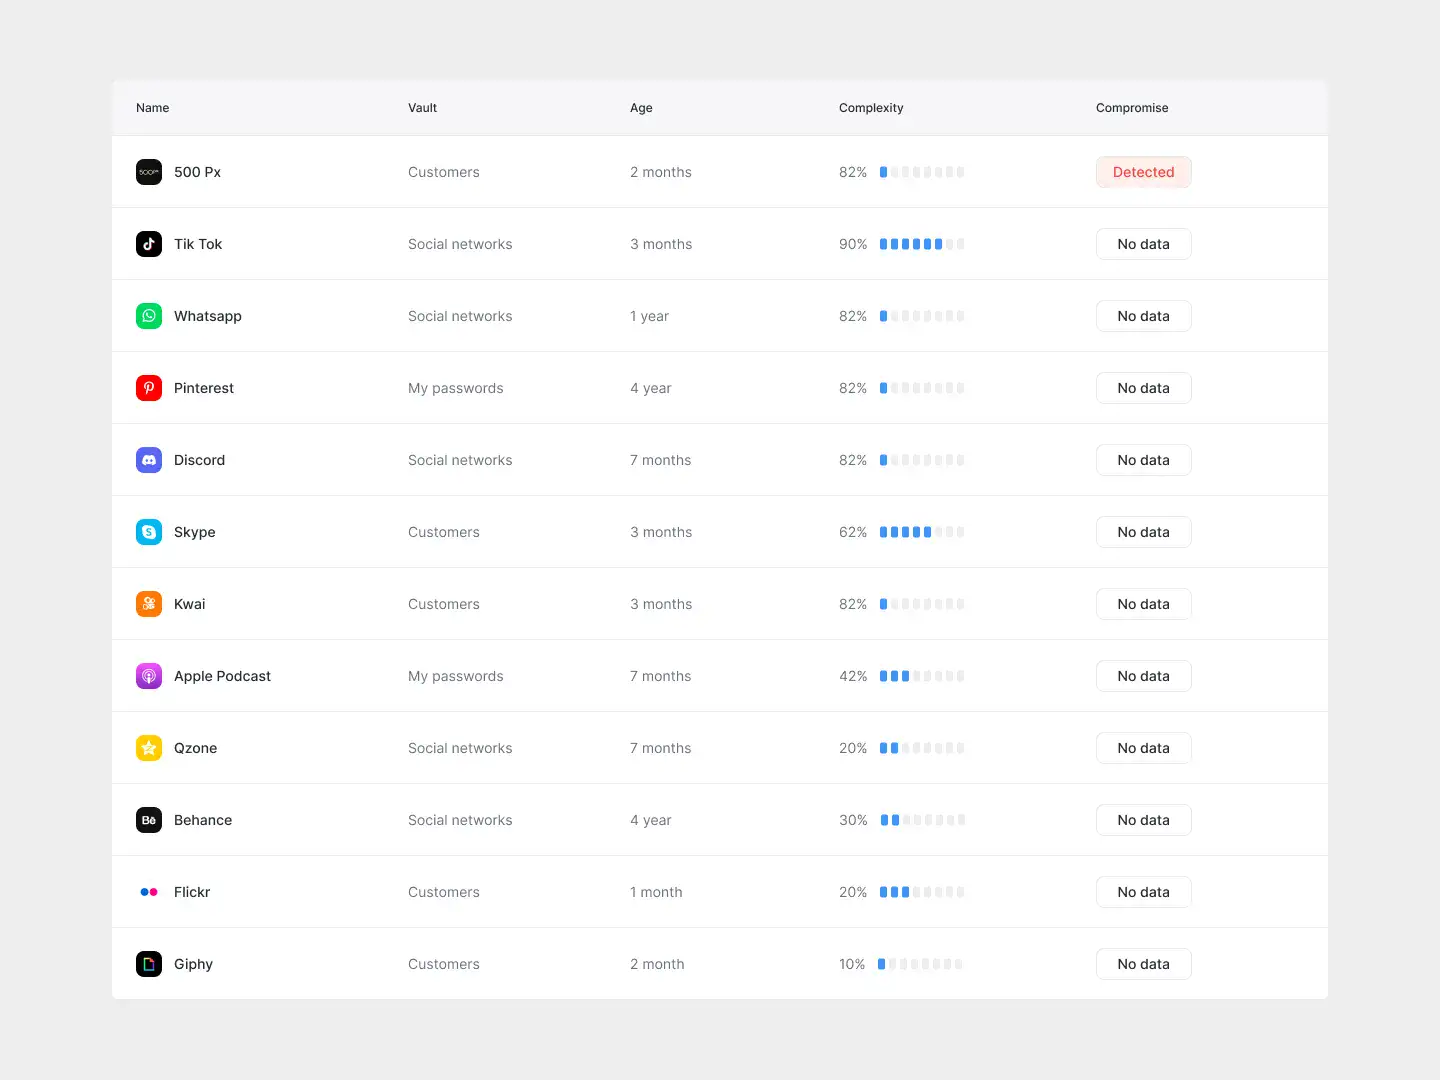 Name Vault Age Complexity Compromise
500px 500 Px Customers 2 months 82% Detected
Tik Tok Social networks 3 months 90% No data
Whatsapp Social networks 1 year 82% No data
Pinterest My passwords 4 year 82% No data
Discord Social networks 7 months 82% No data
S Skype Customers 3 months 62% No data
Kwai Customers 3 months 82% No data
Apple Podcast My passwords 7 months 42% No data
Qzone Social networks 7 months 20% No data
Bē Behance Social networks 4 year 30% No data
Flickr Customers 1 month 20% No data
Giphy Customers 2 month 10% No data